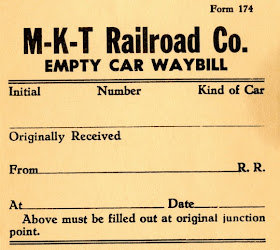 Form 174
M-K-T Railroad Co.
EMPTY CAR WAYBILL
Initial Number Kind of Car
Originally Received
From R. R.
At Date
Above must be filled out at original junction
point.